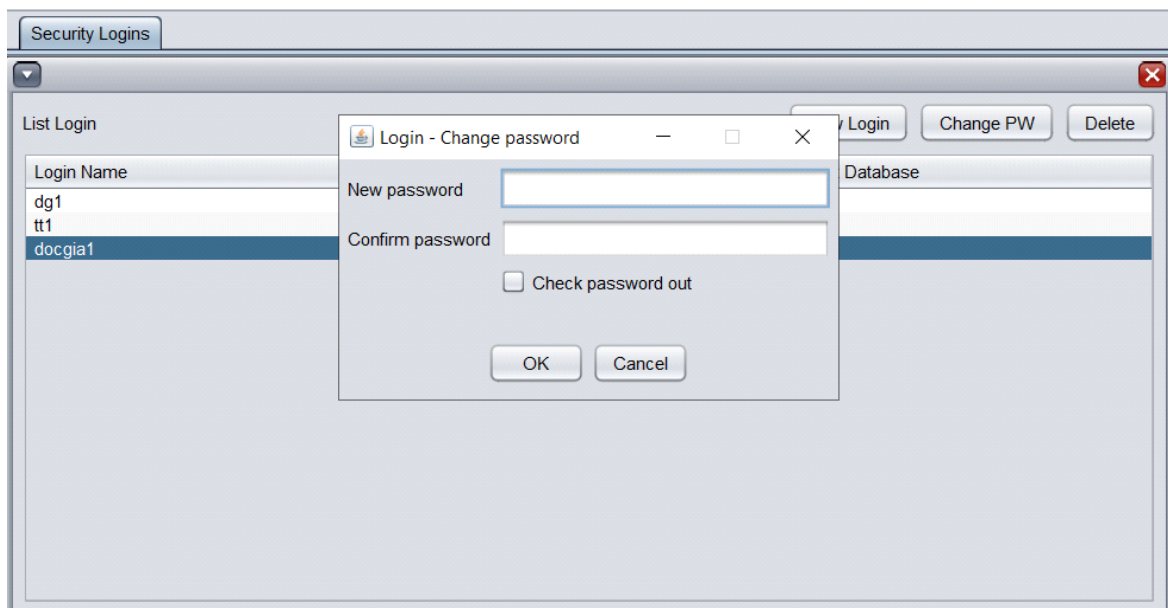 Security Logins
List Login
Login - Change password
Login
Change PW
Delete
Login Name
Database
New password
dg1
tt1
Confirm password
docgia1
Check password out
OK
Cancel